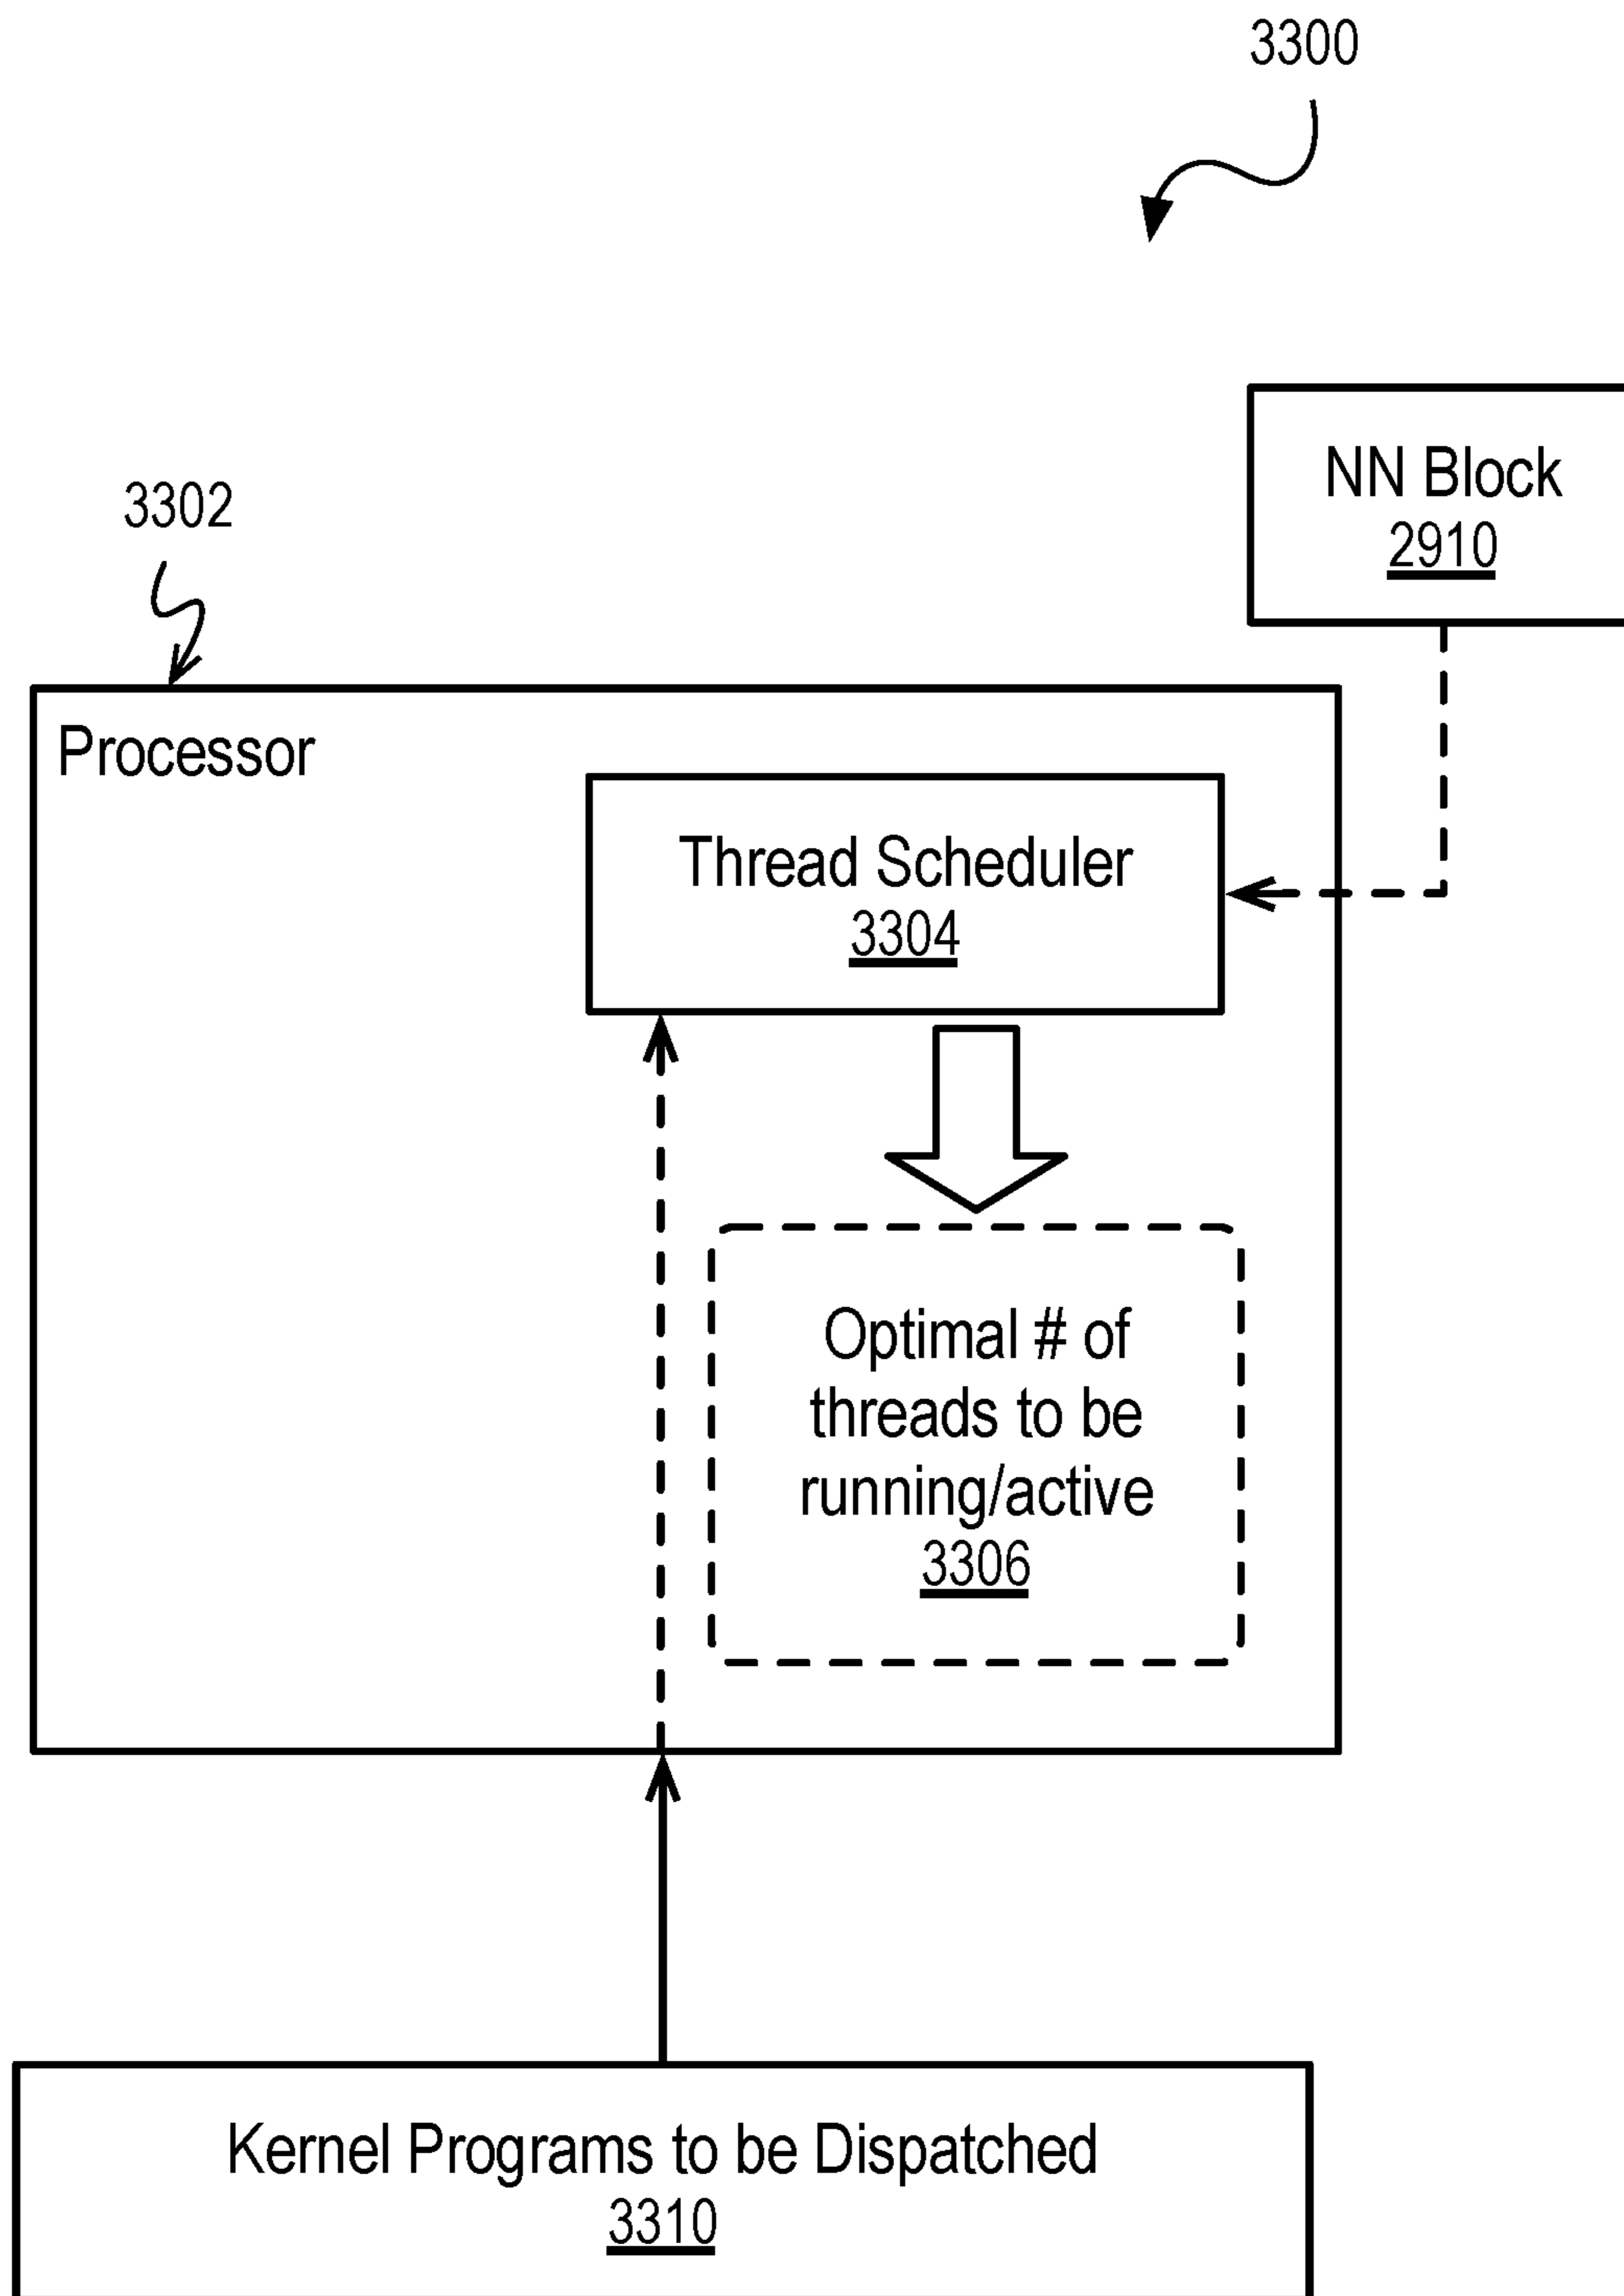 3300
NN Block
2910
3302
Processor
Thread Scheduler
3304
Optimal # of
threads to be
running/active
3306
Kernel Programs to be Dispatched
3310